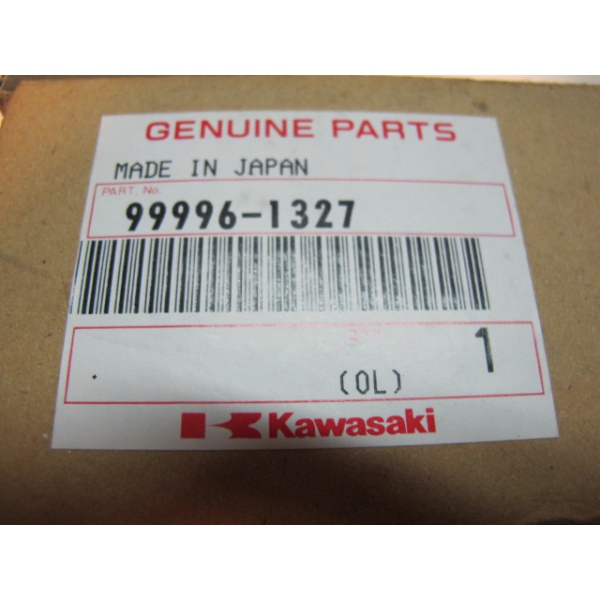 GENUINE PARTS
MADE IN JAPAN
PART. No.
99996-1327
1
(OL)
Kawasaki